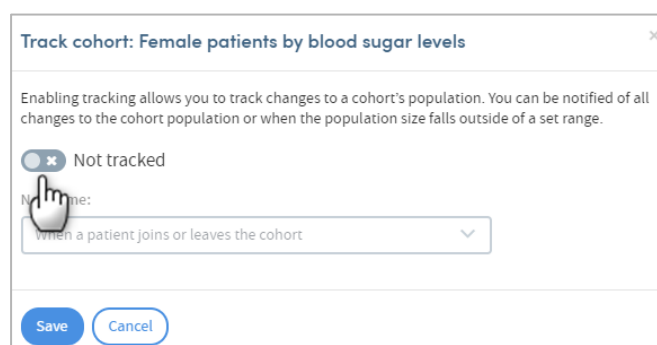 Track cohort: Female patients by blood sugar levels
Enabling tracking allows you to track changes to a cohort's population. You can be notified of all
changes to the cohort population or when the population size falls outside of a set range.
Not tracked
When a patient joins or leaves the cohort
Save
Cancel